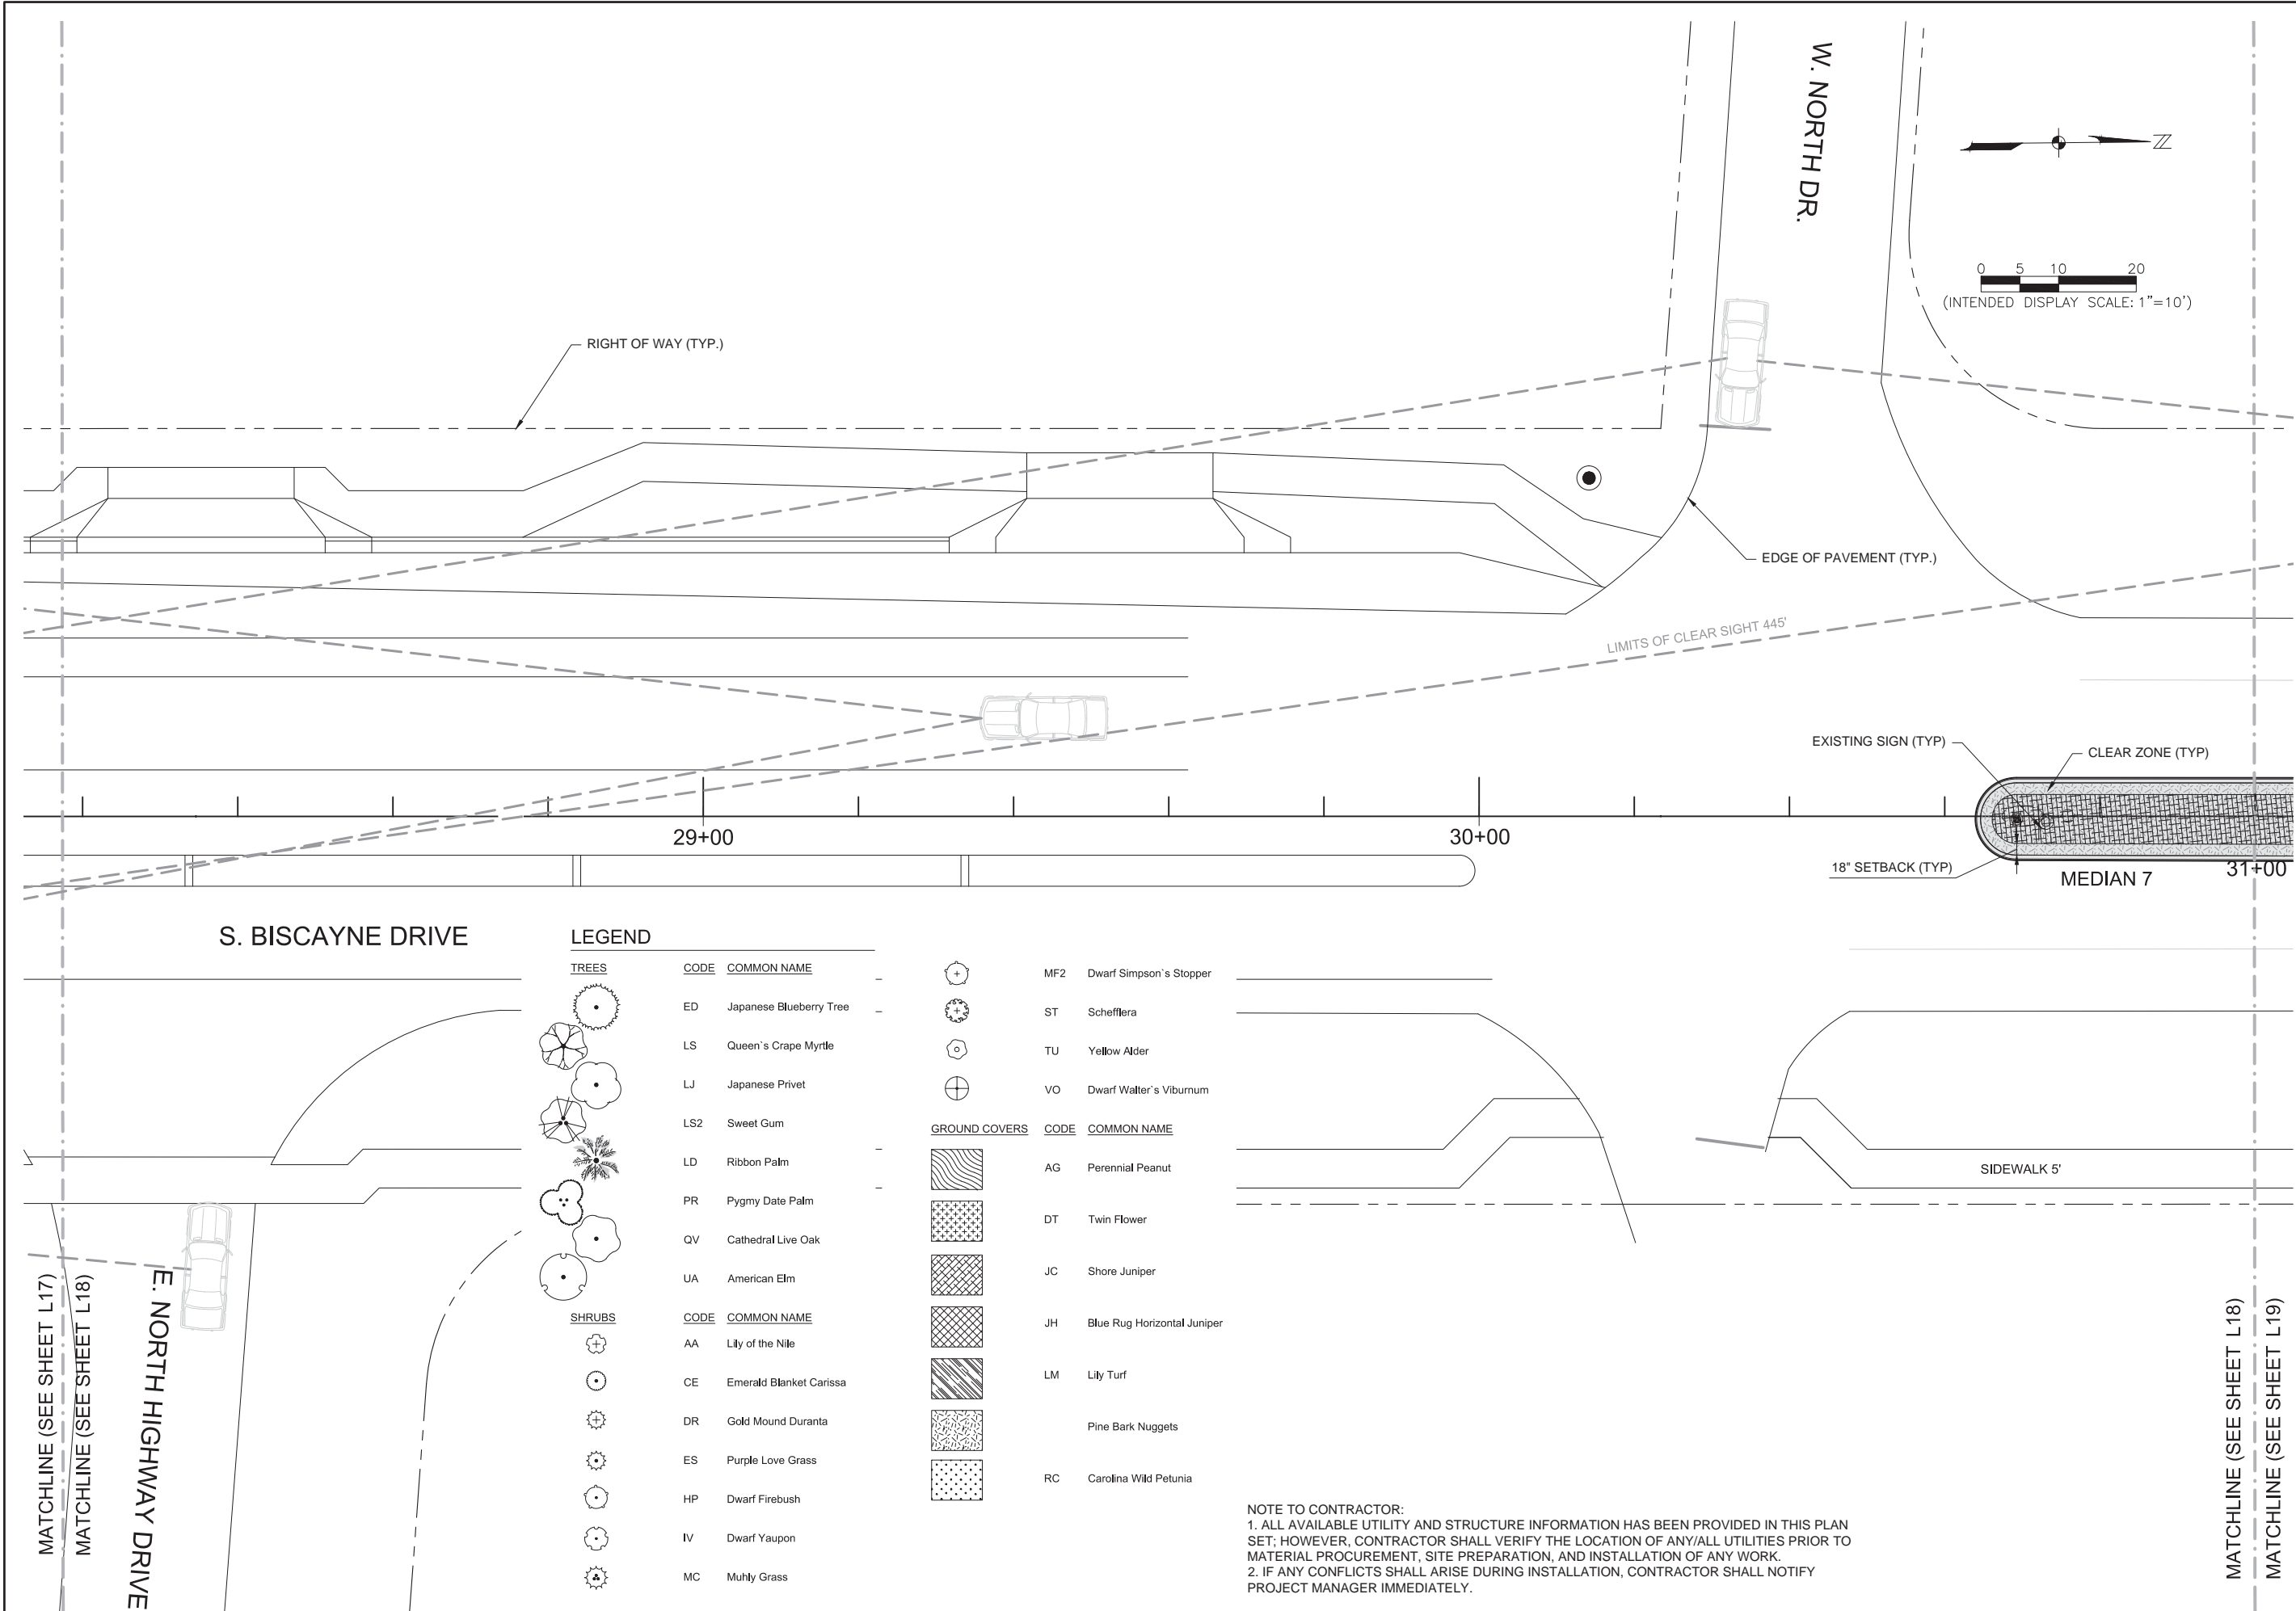 W. NORTH DR.
N
0 5 10 20
(INTENDED DISPLAY SCALE: 1"=10')
RIGHT OF WAY (TYP.)
EDGE OF PAVEMENT (TYP.)
LIMITS OF CLEAR SIGHT 445'
EXISTING SIGN (TYP)
CLEAR ZONE (TYP)
29+00
30+00
31+00
18" SETBACK (TYP)
MEDIAN 7
S. BISCAYNE DRIVE
LEGEND
TREES CODE COMMON NAME
ED Japanese Blueberry Tree
LS Queen`s Crape Myrtle
LJ Japanese Privet
LS2 Sweet Gum
LD Ribbon Palm
PR Pygmy Date Palm
QV Cathedral Live Oak
UA American Elm
SHRUBS CODE COMMON NAME
AA Lily of the Nile
CE Emerald Blanket Carissa
DR Gold Mound Duranta
ES Purple Love Grass
HP Dwarf Firebush
IV Dwarf Yaupon
MC Muhly Grass
MF2 Dwarf Simpson`s Stopper
ST Schefflera
TU Yellow Alder
VO Dwarf Walter`s Viburnum
GROUND COVERS CODE COMMON NAME
AG Perennial Peanut
DT Twin Flower
JC Shore Juniper
JH Blue Rug Horizontal Juniper
LM Lily Turf
Pine Bark Nuggets
RC Carolina Wild Petunia
SIDEWALK 5'
MATCHLINE (SEE SHEET L17)
MATCHLINE (SEE SHEET L18)
E. NORTH HIGHWAY DRIVE
MATCHLINE (SEE SHEET L18)
MATCHLINE (SEE SHEET L19)
NOTE TO CONTRACTOR:
1. ALL AVAILABLE UTILITY AND STRUCTURE INFORMATION HAS BEEN PROVIDED IN THIS PLAN
SET; HOWEVER, CONTRACTOR SHALL VERIFY THE LOCATION OF ANY/ALL UTILITIES PRIOR TO
MATERIAL PROCUREMENT, SITE PREPARATION, AND INSTALLATION OF ANY WORK.
2. IF ANY CONFLICTS SHALL ARISE DURING INSTALLATION, CONTRACTOR SHALL NOTIFY
PROJECT MANAGER IMMEDIATELY.